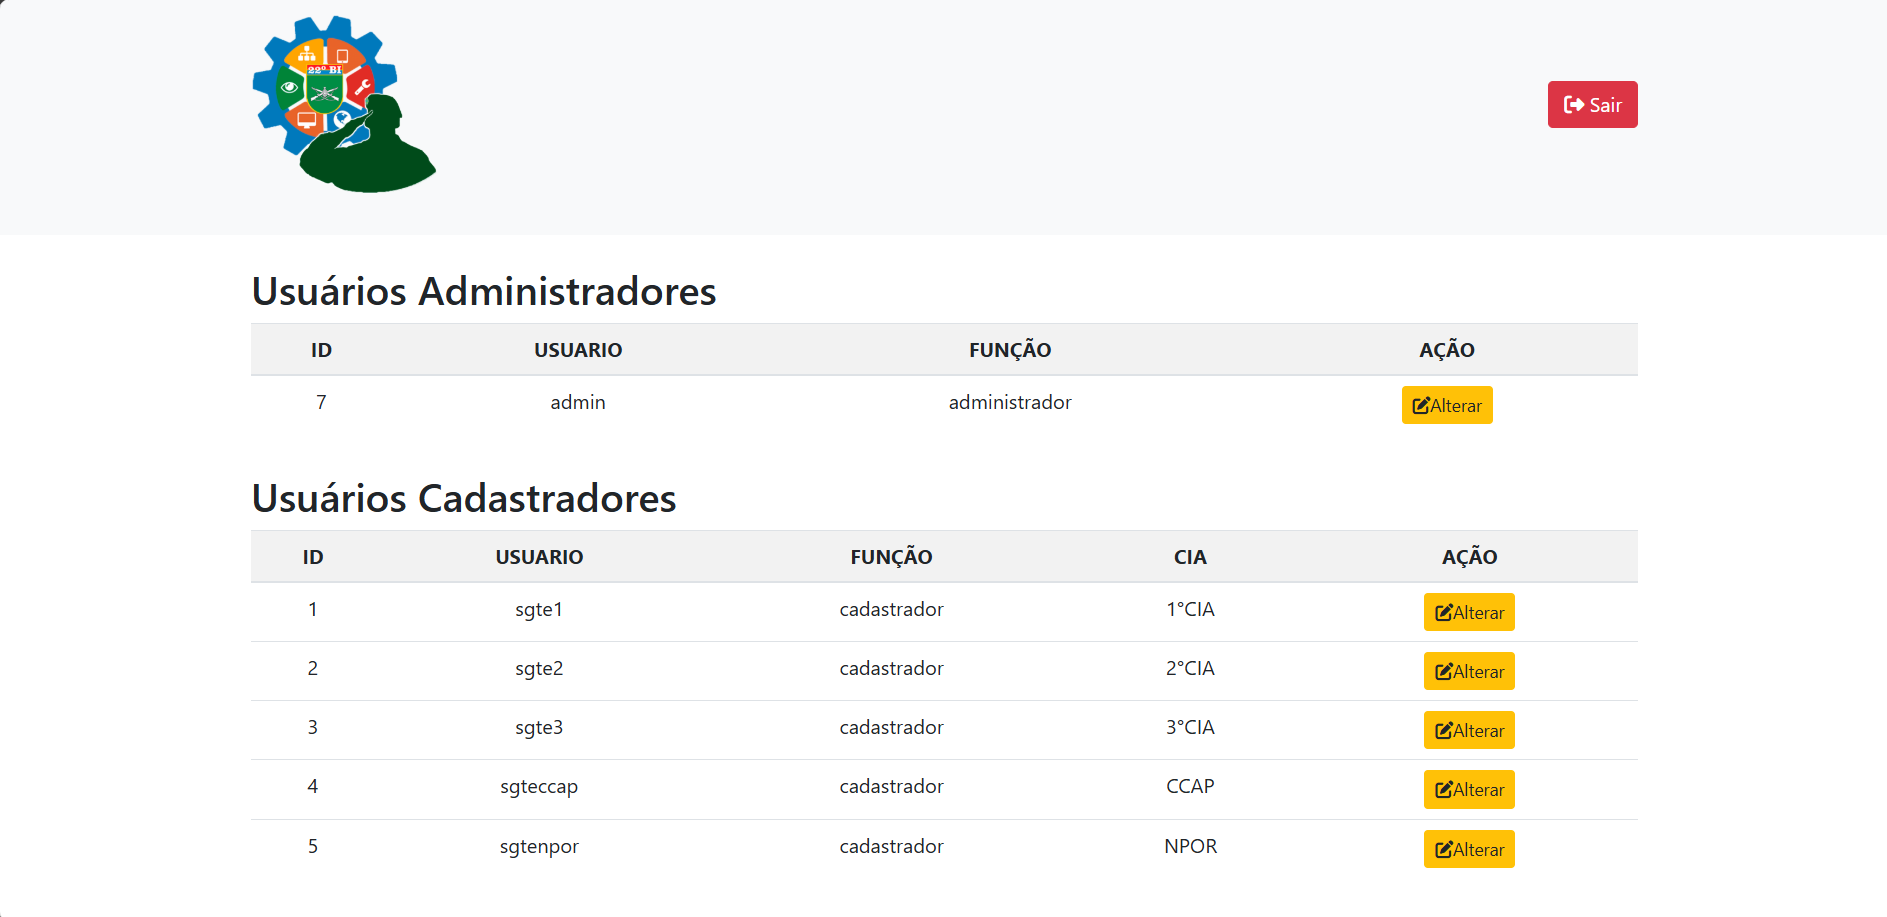 22º BI
Sair
Usuários Administradores
ID USUARIO FUNÇÃO AÇÃO
7 admin administrador Alterar
Usuários Cadastradores
ID USUARIO FUNÇÃO CIA AÇÃO
1 sgte1 cadastrador 1°CIA Alterar
2 sgte2 cadastrador 2°CIA Alterar
3 sgte3 cadastrador 3°CIA Alterar
4 sgteccap cadastrador CCAP Alterar
5 sgtenpor cadastrador NPOR Alterar